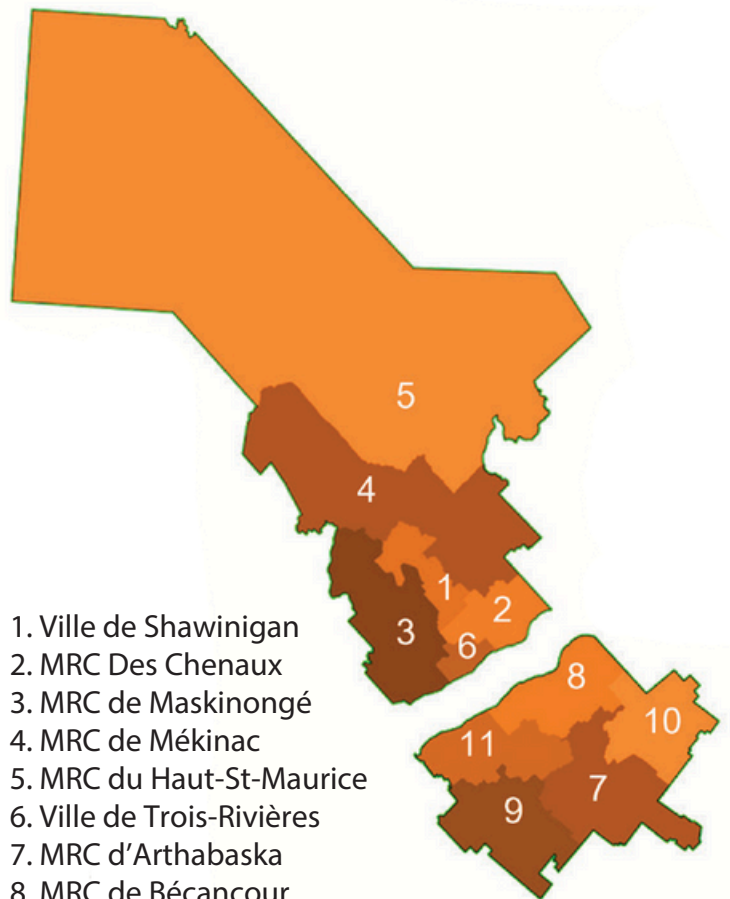 5
4
1
2
3
6
8
10
11
7
9
1. Ville de Shawinigan
2. MRC Des Chenaux
3. MRC de Maskinongé
4. MRC de Mékinac
5. MRC du Haut-St-Maurice
6. Ville de Trois-Rivières
7. MRC d’Arthabaska
8. MRC de Bécancour